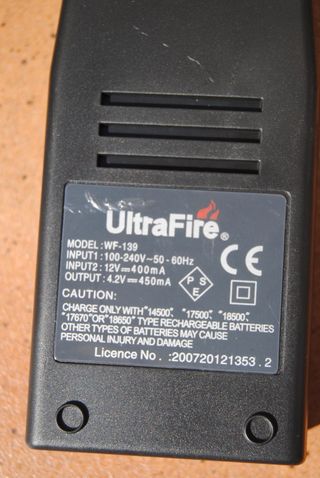 UltraFire®
MODEL:WF-139
INPUT1:100-240V~50-60Hz
INPUT2:12V⎓400mA
OUTPUT:4.2V⎓450mA
P S E
CE
CAUTION:
CHARGE ONLY WITH "14500", "17500", "18500",
"17670"OR"18650" TYPE RECHARGEABLE BATTERIES
OTHER TYPES OF BATTERIES MAY CAUSE
PERSONAL INJURY AND DAMAGE
Licence No. :200720121353.2